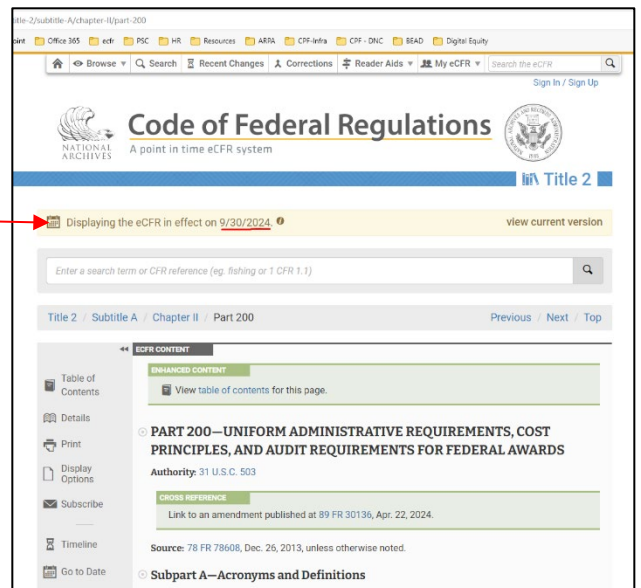 itle-2/subtitle-A/chapter-II/part-200
oint Office 365 ecfr PSC HR Resources ARPA CPF-Infra CPF - DNC BEAD Digital Equity
Browse Search Recent Changes Corrections Reader Aids My eCFR Search the eCFR
Sign In / Sign Up
NATIONAL
ARCHIVES
Code of Federal Regulations
A point in time eCFR system
Title 2
Displaying the eCFR in effect on 9/30/2024. view current version
Enter a search term or CFR reference (eg. fishing or 1 CFR 1.1)
Title 2 / Subtitle A / Chapter II / Part 200 Previous / Next / Top
ECFR CONTENT
Table of
Contents
Details
Print
Display
Options
Subscribe
Timeline
Go to Date
ENHANCED CONTENT
View table of contents for this page.
PART 200—UNIFORM ADMINISTRATIVE REQUIREMENTS, COST
PRINCIPLES, AND AUDIT REQUIREMENTS FOR FEDERAL AWARDS
Authority: 31 U.S.C. 503
CROSS REFERENCE
Link to an amendment published at 89 FR 30136, Apr. 22, 2024.
Source: 78 FR 78608, Dec. 26, 2013, unless otherwise noted.
Subpart A—Acronyms and Definitions